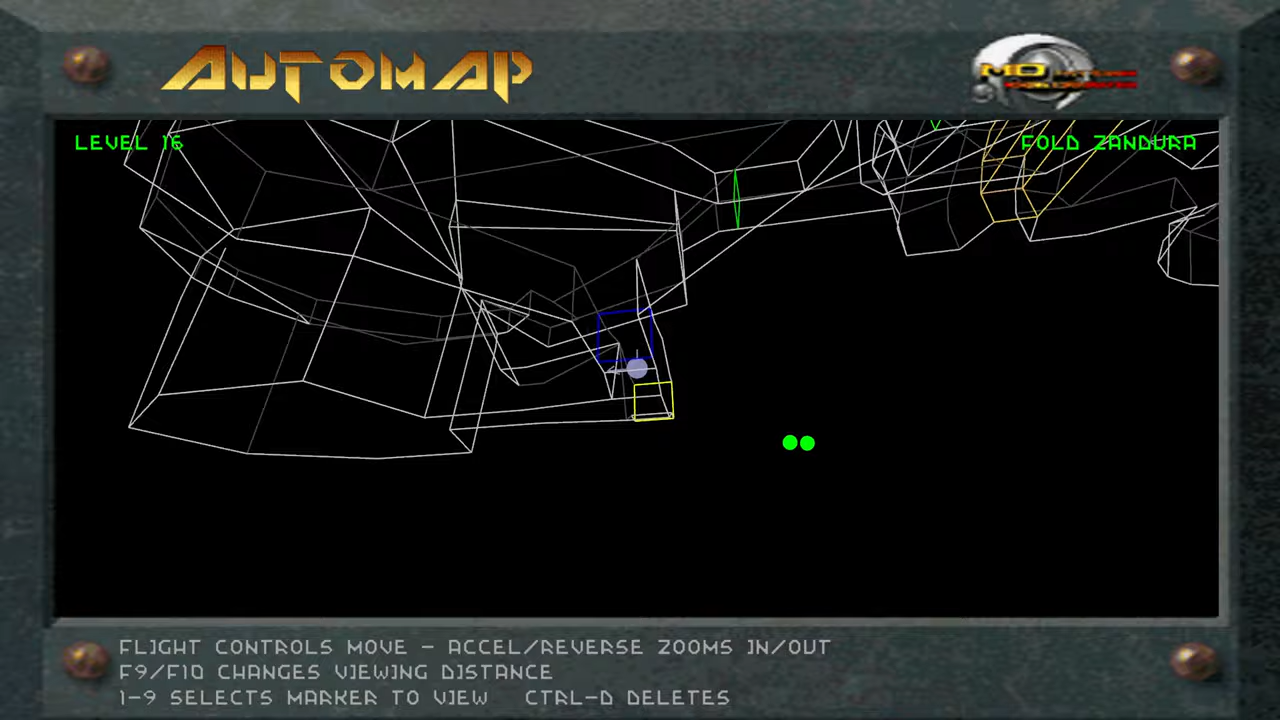 AUTOMAP
MD
LEVEL 16
FOLD ZANDURA
FLIGHT CONTROLS MOVE - ACCEL/REVERSE ZOOMS IN/OUT
F9/F10 CHANGES VIEWING DISTANCE
1-9 SELECTS MARKER TO VIEW CTRL-D DELETES